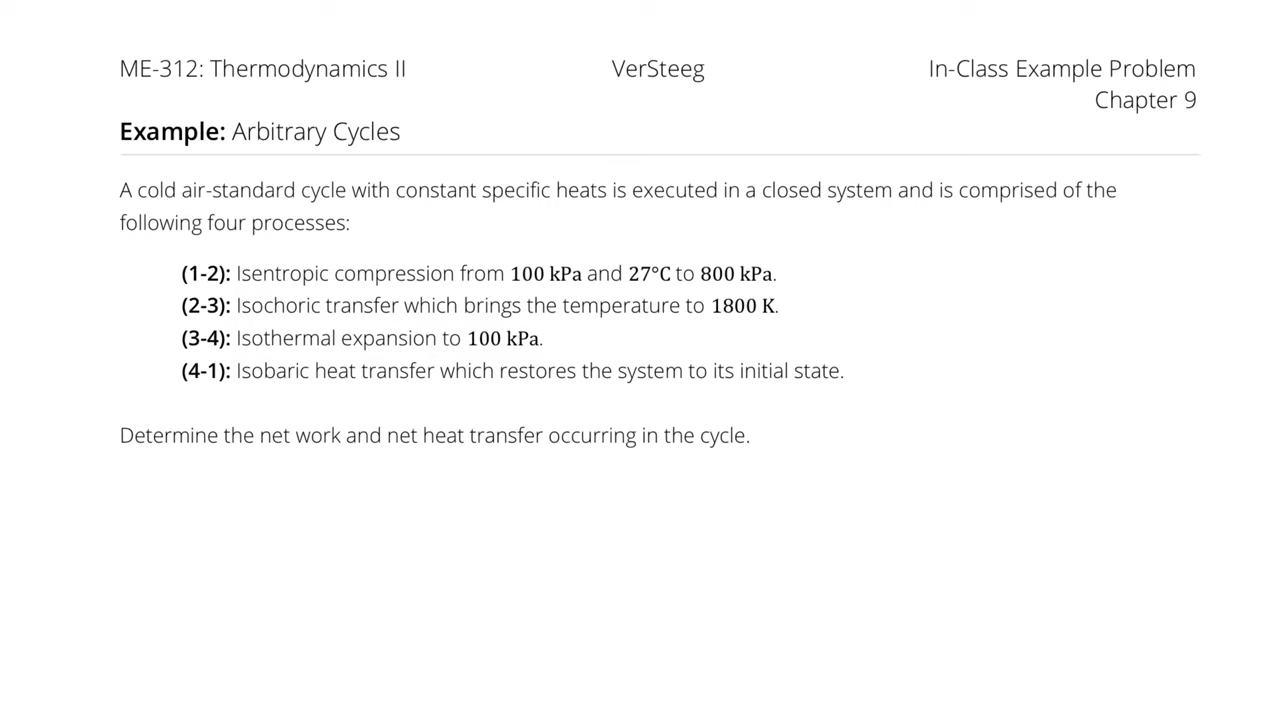 ME-312: Thermodynamics II VerSteeg In-Class Example Problem
Chapter 9
Example: Arbitrary Cycles
A cold air-standard cycle with constant specific heats is executed in a closed system and is comprised of the
following four processes:
(1-2): Isentropic compression from 100 kPa and 27°C to 800 kPa.
(2-3): Isochoric transfer which brings the temperature to 1800 K.
(3-4): Isothermal expansion to 100 kPa.
(4-1): Isobaric heat transfer which restores the system to its initial state.
Determine the net work and net heat transfer occurring in the cycle.